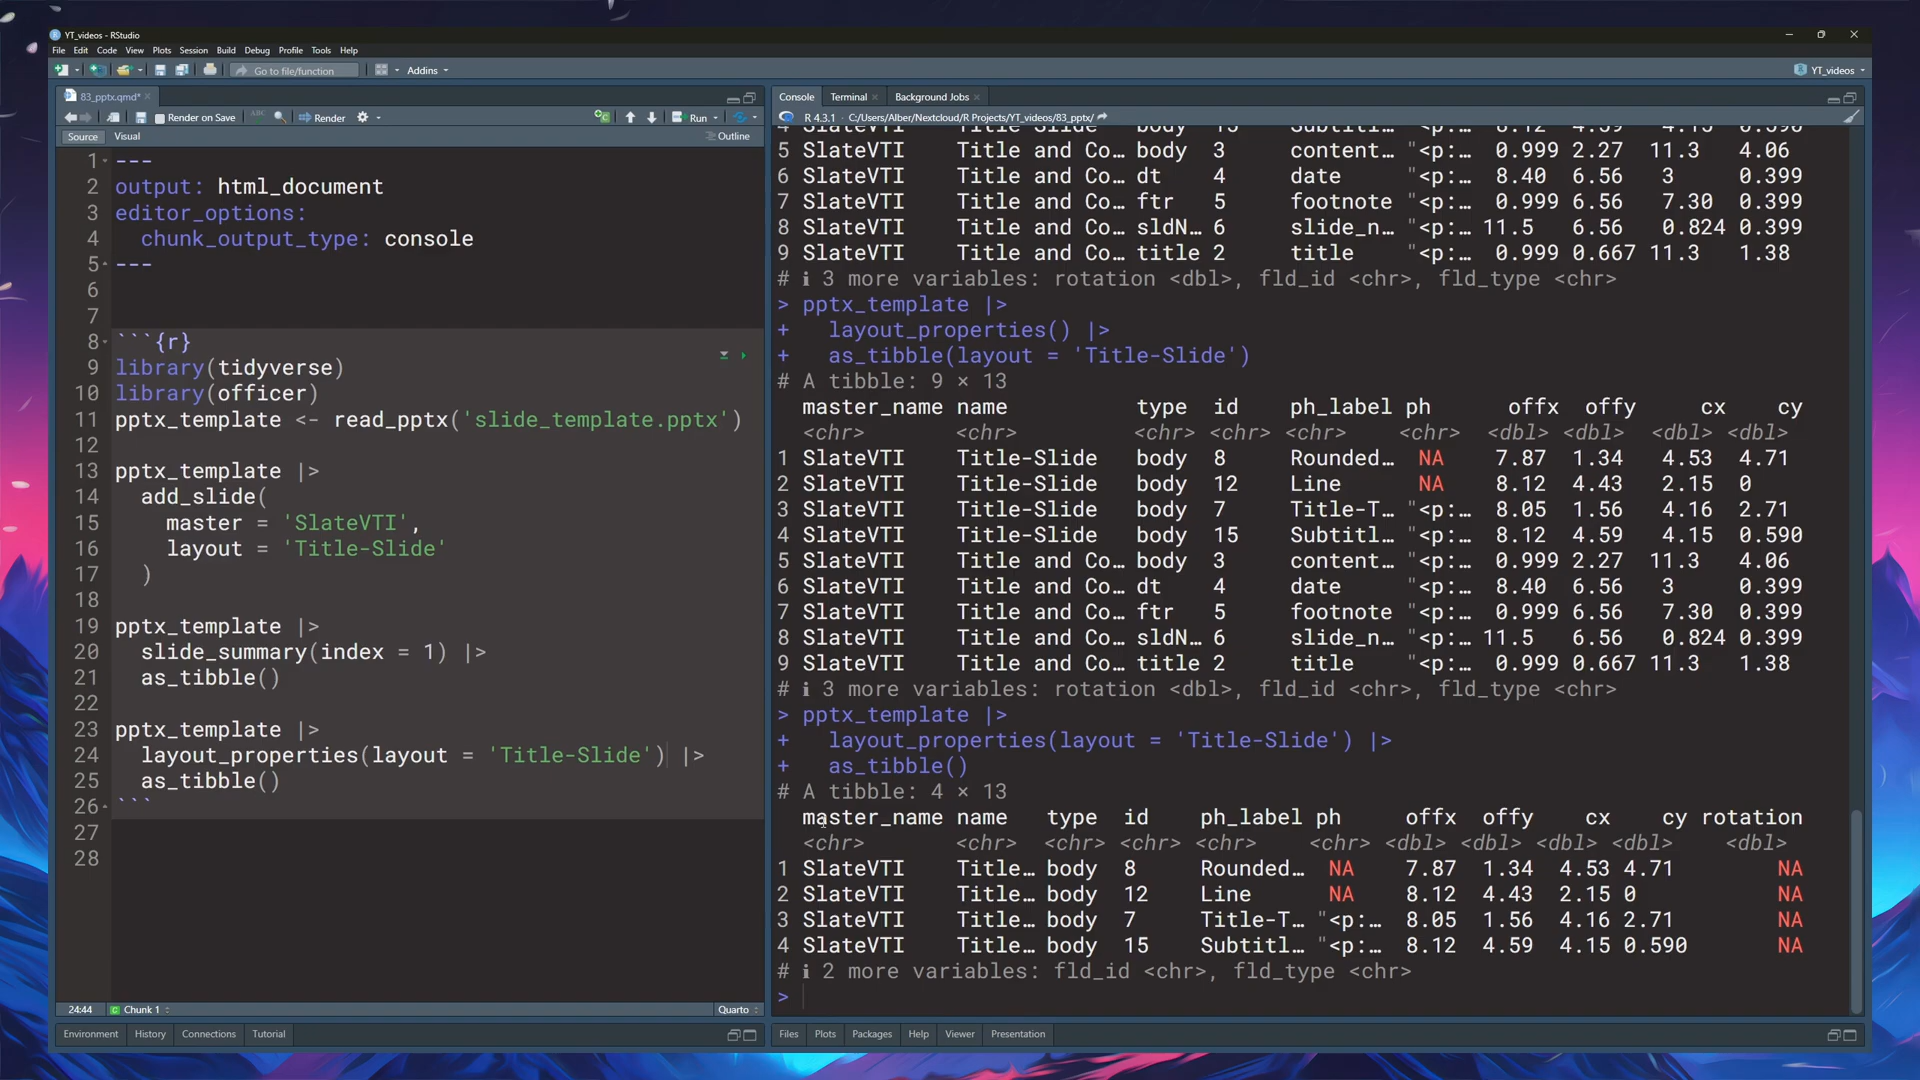 YT_videos - RStudio
File Edit Code View Plots Session Build Debug Profile Tools Help
Go to file/function Addins YT_videos
83_pptx.qmd*
Render on Save ABC Render Run
Source Visual Outline
1 ---
2 output: html_document
3 editor_options:
4 chunk_output_type: console
5 ---
6
7
8 ```{r}
9 library(tidyverse)
10 library(officer)
11 pptx_template <- read_pptx('slide_template.pptx')
12
13 pptx_template |>
14 add_slide(
15 master = 'SlateVTI',
16 layout = 'Title-Slide'
17 )
18
19 pptx_template |>
20 slide_summary(index = 1) |>
21 as_tibble()
22
23 pptx_template |>
24 layout_properties(layout = 'Title-Slide') |>
25 as_tibble()
26 ```
27
28
24:44 Chunk 1 Quarto
Environment History Connections Tutorial
Console Terminal Background Jobs
R 4.3.1 · C:/Users/Alber/Nextcloud/R Projects/YT_videos/83_pptx/
4 SlateVTI Title-Slide body 15 Subtitl… "<p:… 8.12 4.59 4.15 0.590
5 SlateVTI Title and Co… body 3 content… "<p:… 0.999 2.27 11.3 4.06
6 SlateVTI Title and Co… dt 4 date "<p:… 8.40 6.56 3 0.399
7 SlateVTI Title and Co… ftr 5 footnote "<p:… 0.999 6.56 7.30 0.399
8 SlateVTI Title and Co… sldN… 6 slide_n… "<p:… 11.5 6.56 0.824 0.399
9 SlateVTI Title and Co… title 2 title "<p:… 0.999 0.667 11.3 1.38
# ℹ 3 more variables: rotation <dbl>, fld_id <chr>, fld_type <chr>
> pptx_template |>
+ layout_properties() |>
+ as_tibble(layout = 'Title-Slide')
# A tibble: 9 × 13
master_name name type id ph_label ph offx offy cx cy
<chr> <chr> <chr> <chr> <chr> <chr> <dbl> <dbl> <dbl> <dbl>
1 SlateVTI Title-Slide body 8 Rounded… NA 7.87 1.34 4.53 4.71
2 SlateVTI Title-Slide body 12 Line NA 8.12 4.43 2.15 0
3 SlateVTI Title-Slide body 7 Title-T… "<p:… 8.05 1.56 4.16 2.71
4 SlateVTI Title-Slide body 15 Subtitl… "<p:… 8.12 4.59 4.15 0.590
5 SlateVTI Title and Co… body 3 content… "<p:… 0.999 2.27 11.3 4.06
6 SlateVTI Title and Co… dt 4 date "<p:… 8.40 6.56 3 0.399
7 SlateVTI Title and Co… ftr 5 footnote "<p:… 0.999 6.56 7.30 0.399
8 SlateVTI Title and Co… sldN… 6 slide_n… "<p:… 11.5 6.56 0.824 0.399
9 SlateVTI Title and Co… title 2 title "<p:… 0.999 0.667 11.3 1.38
# ℹ 3 more variables: rotation <dbl>, fld_id <chr>, fld_type <chr>
> pptx_template |>
+ layout_properties(layout = 'Title-Slide') |>
+ as_tibble()
# A tibble: 4 × 13
master_name name type id ph_label ph offx offy cx cy rotation
<chr> <chr> <chr> <chr> <chr> <chr> <dbl> <dbl> <dbl> <dbl> <dbl>
1 SlateVTI Title… body 8 Rounded… NA 7.87 1.34 4.53 4.71 NA
2 SlateVTI Title… body 12 Line NA 8.12 4.43 2.15 0 NA
3 SlateVTI Title… body 7 Title-T… "<p:… 8.05 1.56 4.16 2.71 NA
4 SlateVTI Title… body 15 Subtitl… "<p:… 8.12 4.59 4.15 0.590 NA
# ℹ 2 more variables: fld_id <chr>, fld_type <chr>
>
Files Plots Packages Help Viewer Presentation